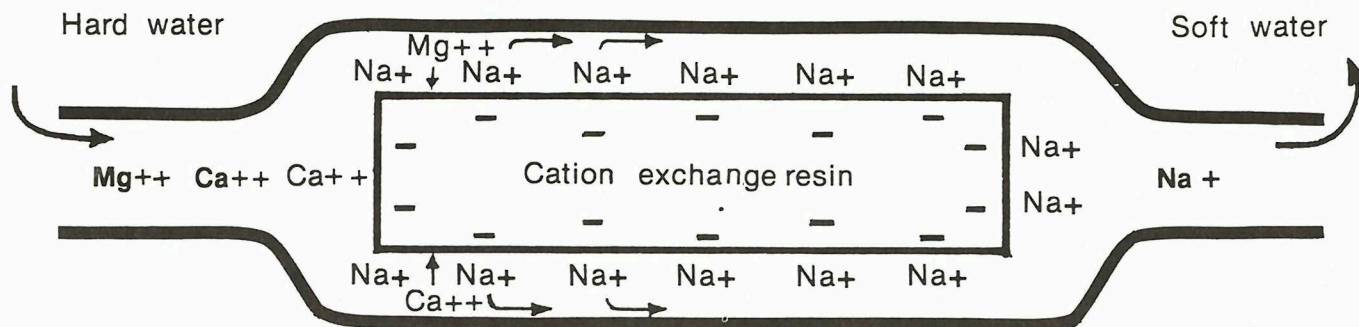 Hard water
Soft water
Mg++
Na+ Na+ Na+ Na+ Na+ Na+
Na+
Mg++ Ca++ Ca++ Cation exchange resin Na +
Na+
Na+ Na+ Na+ Na+ Na+ Na+
Ca++